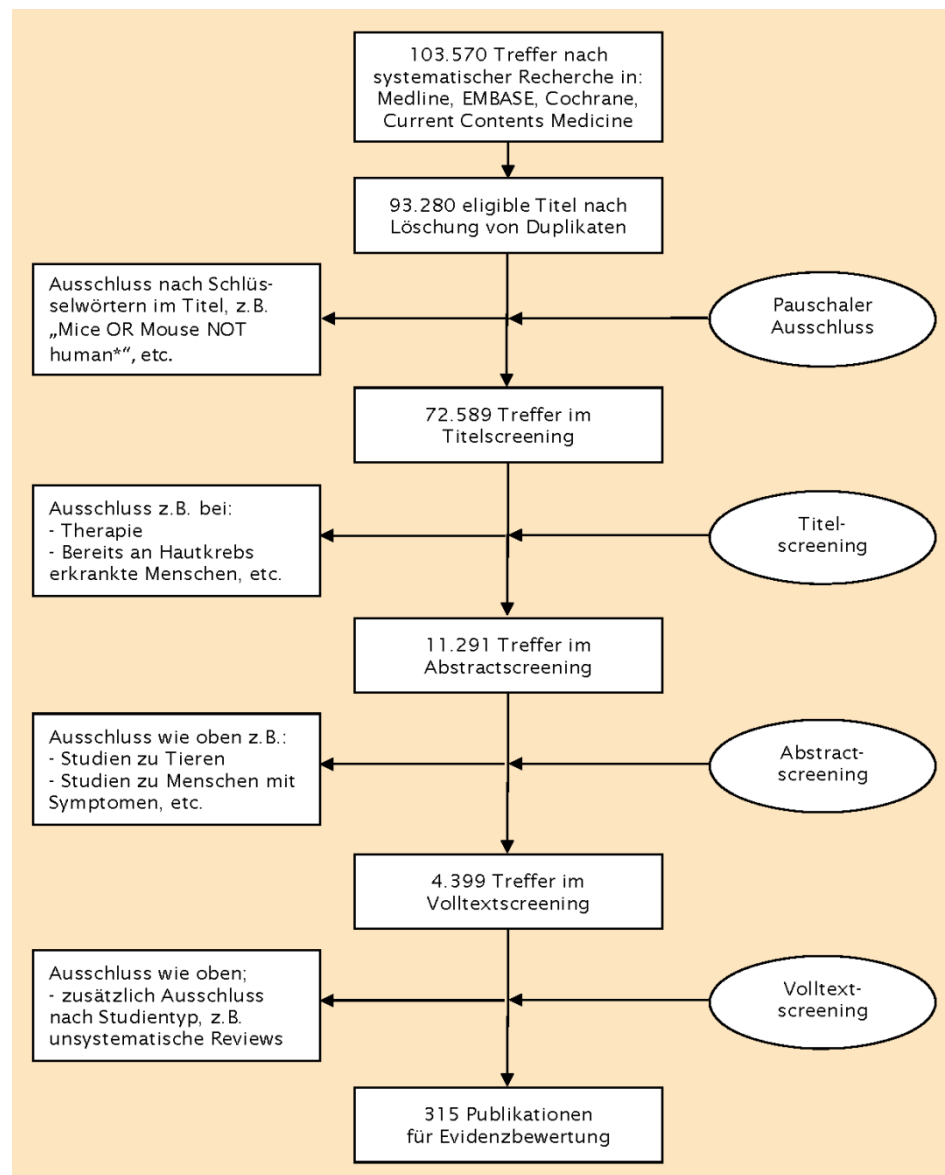 103.570 Treffer nach
systematischer Recherche in:
Medline, EMBASE, Cochrane,
Current Contents Medicine
93.280 eligible Titel nach
Löschung von Duplikaten
Ausschluss nach Schlüs-
selwörtern im Titel, z.B.
„Mice OR Mouse NOT
human*“, etc.
Pauschaler
Ausschluss
72.589 Treffer im
Titelscreening
Ausschluss z.B. bei:
- Therapie
- Bereits an Hautkrebs
erkrankte Menschen, etc.
Titel-
screening
11.291 Treffer im
Abstractscreening
Ausschluss wie oben z.B.:
- Studien zu Tieren
- Studien zu Menschen mit
Symptomen, etc.
Abstract-
screening
4.399 Treffer im
Volltextscreening
Ausschluss wie oben;
- zusätzlich Ausschluss
nach Studientyp, z.B.
unsystematische Reviews
Volltext-
screening
315 Publikationen
für Evidenzbewertung